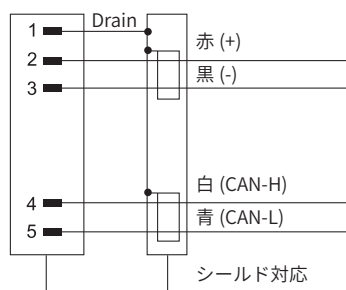 1
Drain
赤 (+)
2
黒 (-)
3
白 (CAN-H)
4
青 (CAN-L)
5
シールド対応